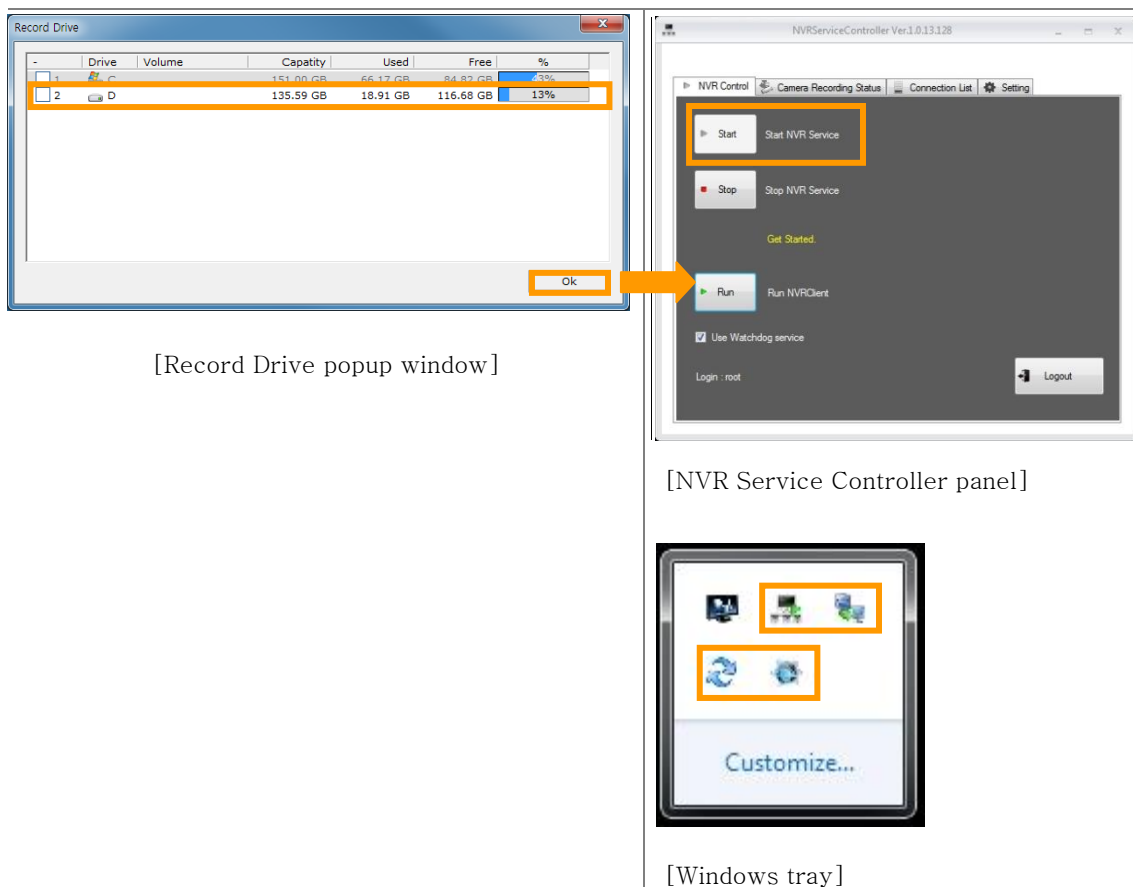 Record Drive
- Drive Volume Capatity Used Free %
1 C 151.00 GB 66.17 GB 84.82 GB 43%
2 D 135.59 GB 18.91 GB 116.68 GB 13%
Ok
[Record Drive popup window]
NVRServiceController Ver.1.0.13.128
NVR Control Camera Recording Status Connection List Setting
Start Start NVR Service
Stop Stop NVR Service
Get Started.
Run Run NVRClient
Use Watchdog service
Login : root
Logout
[NVR Service Controller panel]
Customize...
[Windows tray]